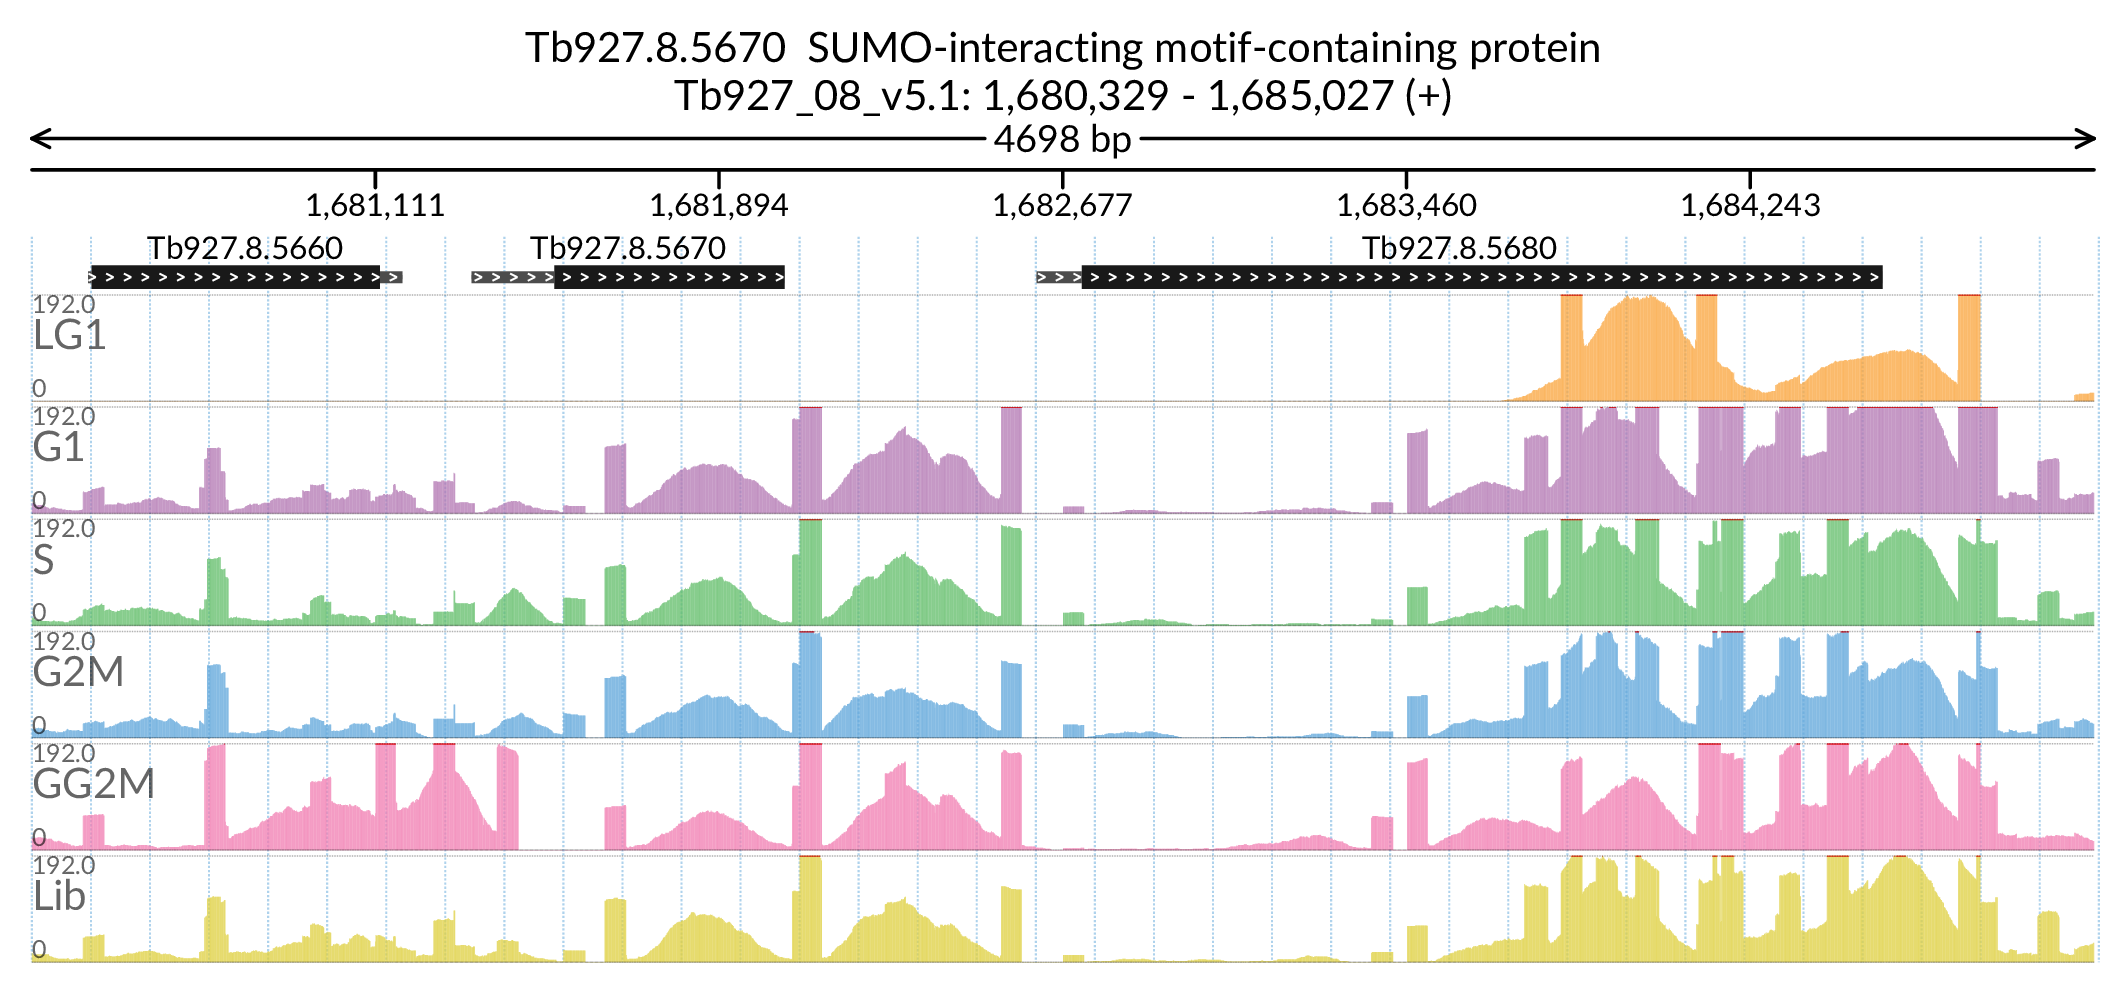 Tb927.8.5670  SUMO-interacting motif-containing protein
Tb927_08_v5.1: 1,680,329 - 1,685,027 (+)
4698 bp
1,681,111 1,681,894 1,682,677 1,683,460 1,684,243
Tb927.8.5660 Tb927.8.5670 Tb927.8.5680
192.0
LG1
0
192.0
G1
0
192.0
S
0
192.0
G2M
0
192.0
GG2M
0
192.0
Lib
0